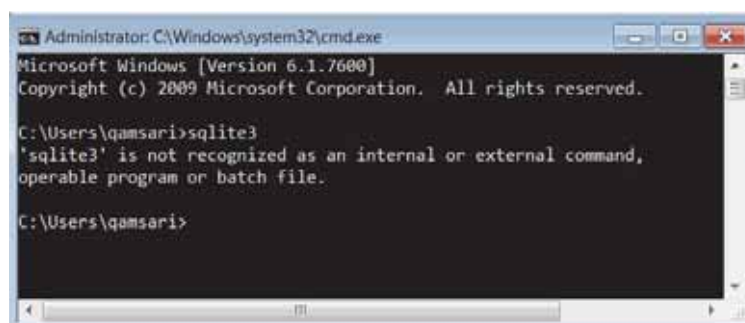 Administrator: C:\Windows\system32\cmd.exe
Microsoft Windows [Version 6.1.7600]
Copyright (c) 2009 Microsoft Corporation.  All rights reserved.
C:\Users\qamsari>sqlite3
'sqlite3' is not recognized as an internal or external command,
operable program or batch file.
C:\Users\qamsari>